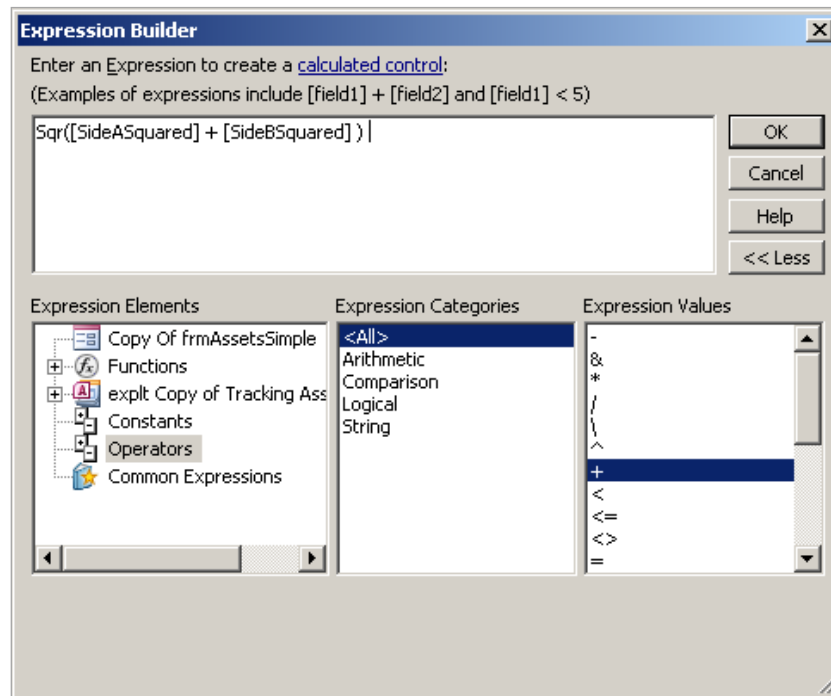 Expression Builder
Enter an Expression to create a calculated control:
(Examples of expressions include [field1] + [field2] and [field1] < 5)
Sqr([SideASquared] + [SideBSquared] )
OK
Cancel
Help
<< Less
Expression Elements
Copy Of frmAssetsSimple
Functions
explt Copy of Tracking Ass
Constants
Operators
Common Expressions
Expression Categories
<All>
Arithmetic
Comparison
Logical
String
Expression Values
-
&
*
/
\
^
+
<
<=
<>
=